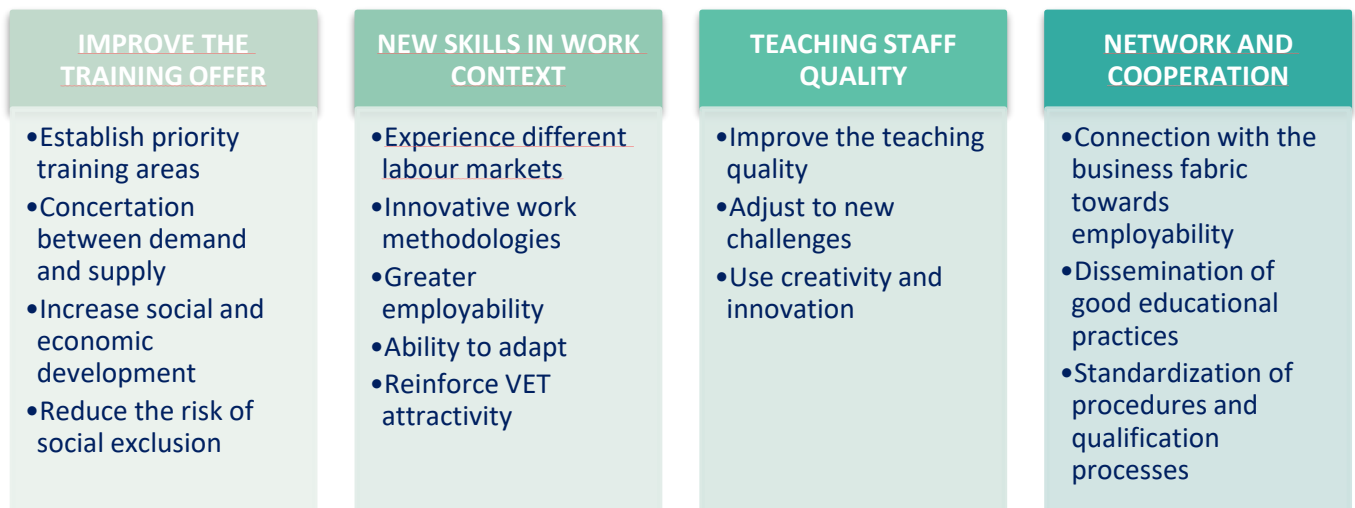 IMPROVE THE
TRAINING OFFER
•Establish priority
training areas
•Concertation
between demand
and supply
•Increase social and
economic
development
•Reduce the risk of
social exclusion
NEW SKILLS IN WORK
CONTEXT
•Experience different
labour markets
•Innovative work
methodologies
•Greater
employability
•Ability to adapt
•Reinforce VET
attractivity
TEACHING STAFF
QUALITY
•Improve the teaching
quality
•Adjust to new
challenges
•Use creativity and
innovation
NETWORK AND
COOPERATION
•Connection with the
business fabric
towards
employability
•Dissemination of
good educational
practices
•Standardization of
procedures and
qualification
processes